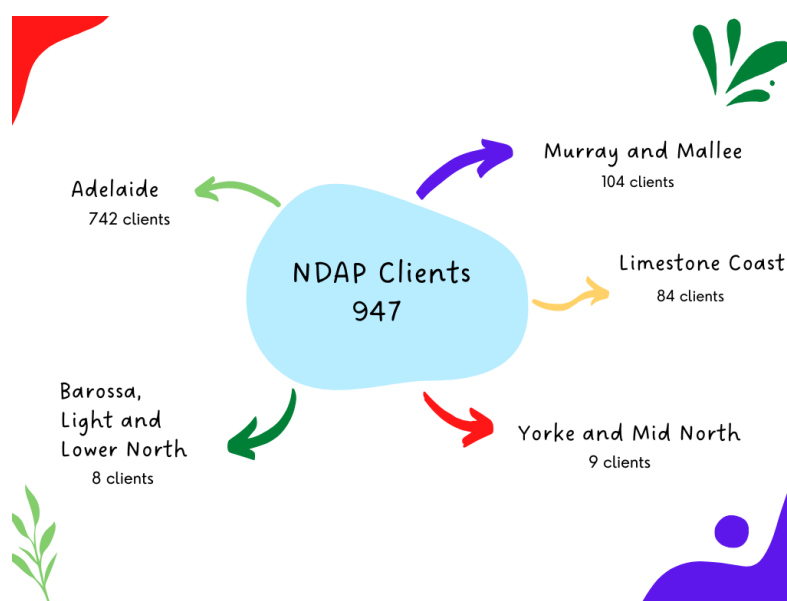 Murray and Mallee
104 clients
Adelaide
742 clients
Limestone Coast
84 clients
NDAP Clients
947
Barossa,
Light and
Lower North
8 clients
Yorke and Mid North
9 clients